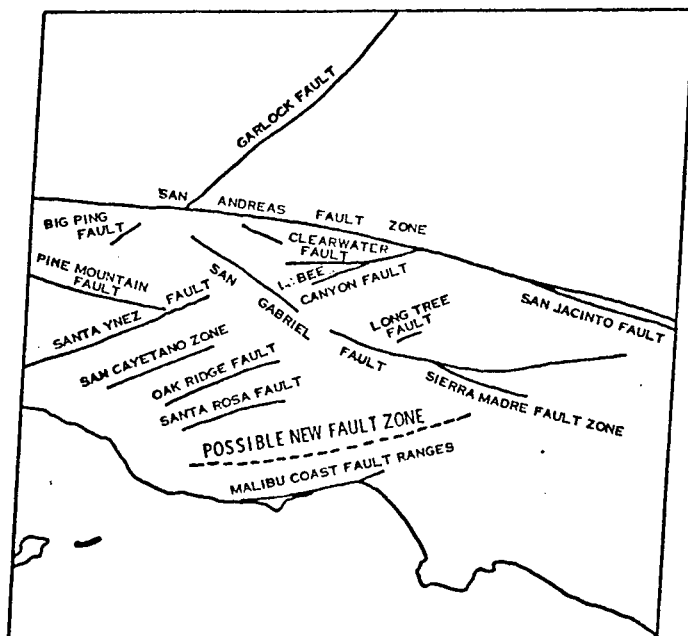 GARLOCK FAULT
SAN ANDREAS FAULT ZONE
BIG PING
FAULT
CLEARWATER
FAULT
BEE
CANYON FAULT
PINE MOUNTAIN
FAULT
SAN GABRIEL FAULT
SAN JACINTO FAULT
LONG TREE
FAULT
SANTA YNEZ FAULT
SAN CAYETANO ZONE
OAK RIDGE FAULT
SIERRA MADRE FAULT ZONE
SANTA ROSA FAULT
POSSIBLE NEW FAULT ZONE
MALIBU COAST FAULT RANGES